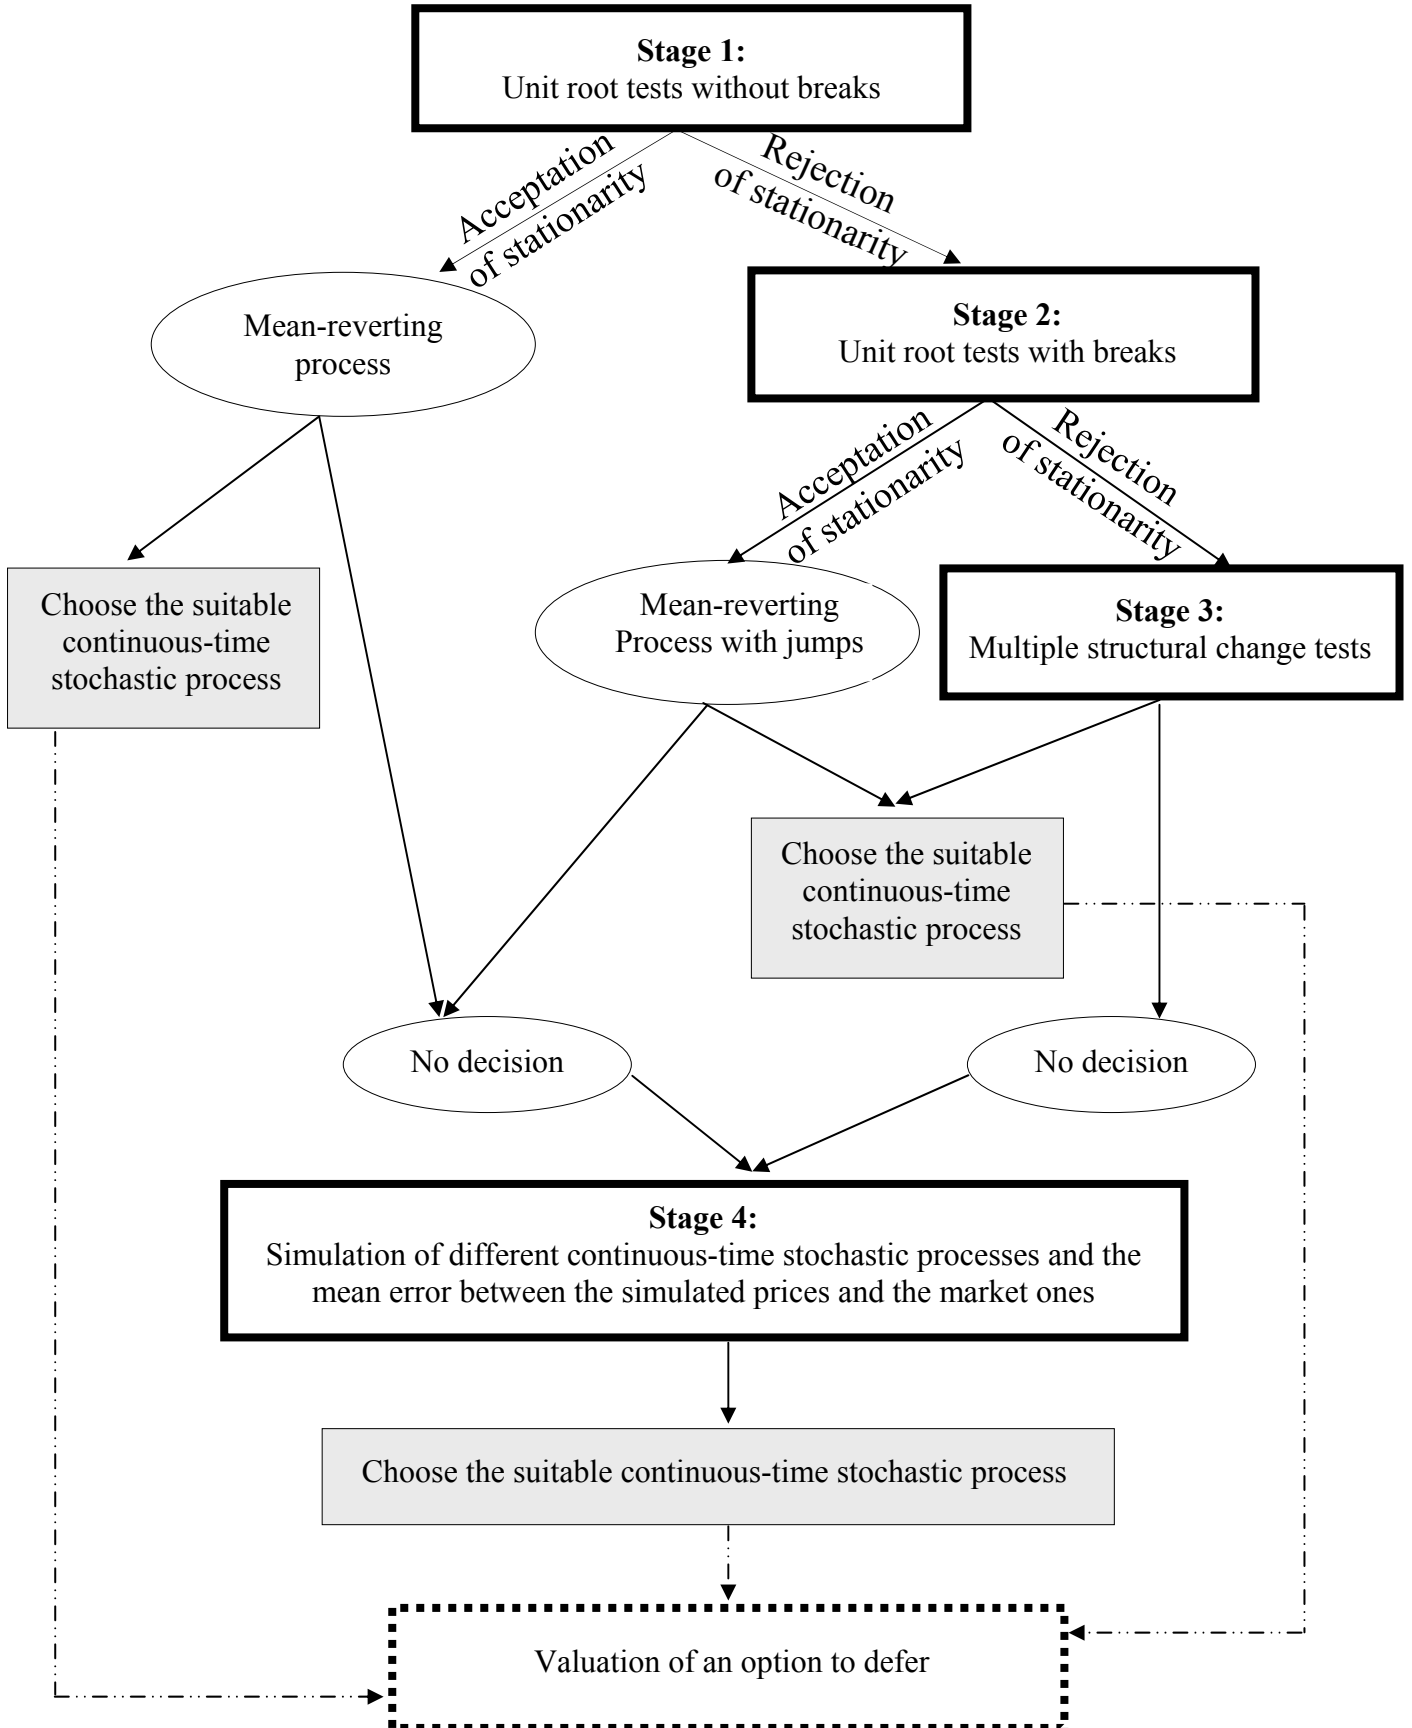 Stage 1:
Unit root tests without breaks
Acceptation
of stationarity
Rejection
of stationarity
Mean-reverting
process
Stage 2:
Unit root tests with breaks
Acceptation
of stationarity
Rejection
of stationarity
Choose the suitable
continuous-time
stochastic process
Mean-reverting
Process with jumps
Stage 3:
Multiple structural change tests
Choose the suitable
continuous-time
stochastic process
No decision
No decision
Stage 4:
Simulation of different continuous-time stochastic processes and the
mean error between the simulated prices and the market ones
Choose the suitable continuous-time stochastic process
Valuation of an option to defer